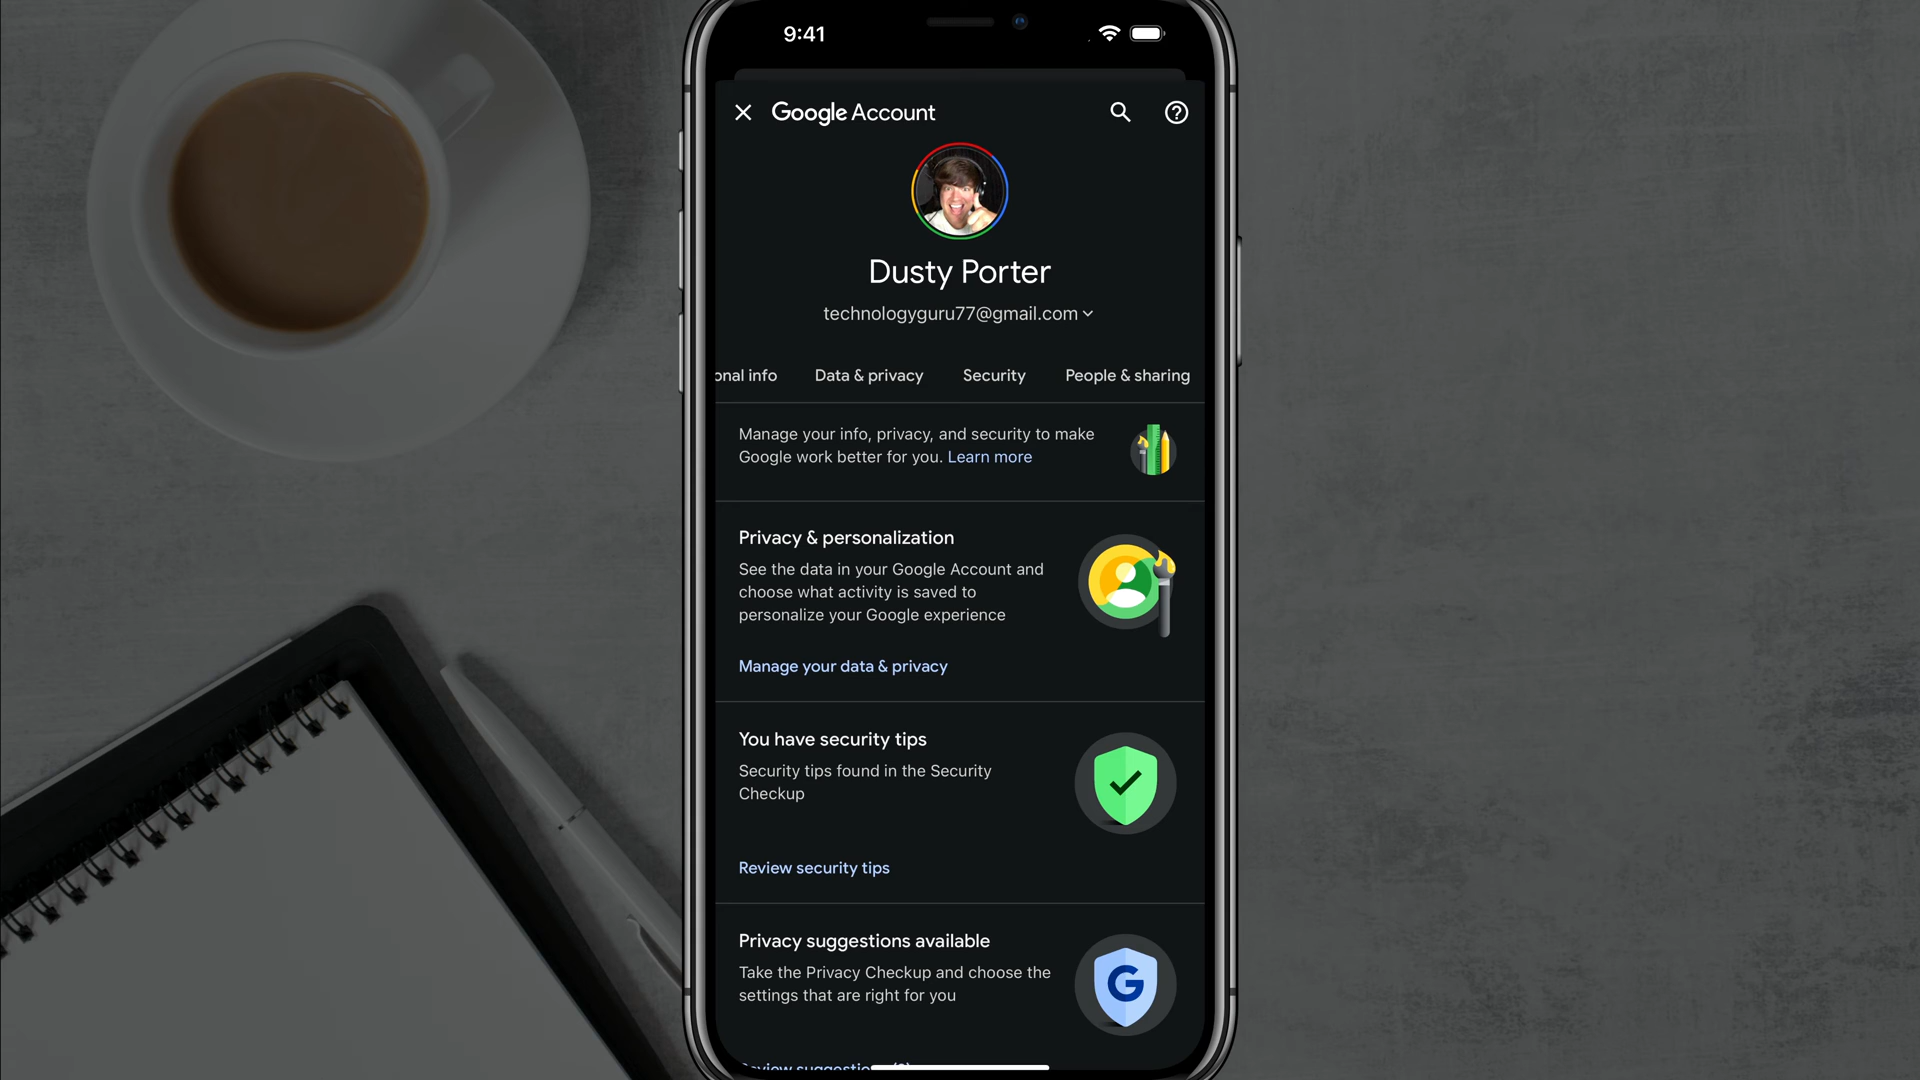 9:41
Google Account
Dusty Porter
technologyguru77@gmail.com
onal info Data & privacy Security People & sharing
Manage your info, privacy, and security to make
Google work better for you. Learn more
Privacy & personalization
See the data in your Google Account and
choose what activity is saved to
personalize your Google experience
Manage your data & privacy
You have security tips
Security tips found in the Security
Checkup
Review security tips
Privacy suggestions available
Take the Privacy Checkup and choose the
settings that are right for you
G